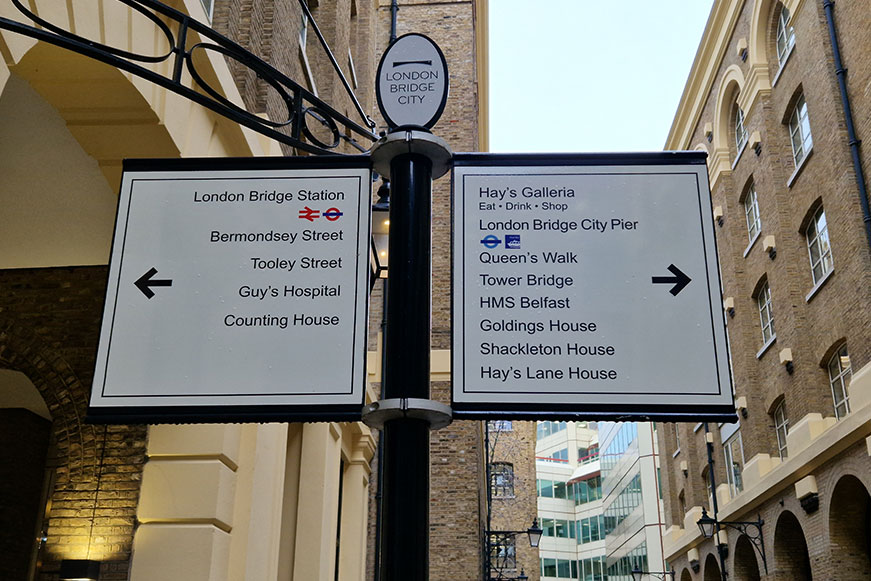 LONDON
BRIDGE
CITY
London Bridge Station
Bermondsey Street
Tooley Street
Guy's Hospital
Counting House
Hay's Galleria
Eat • Drink • Shop
London Bridge City Pier
Queen's Walk
Tower Bridge
HMS Belfast
Goldings House
Shackleton House
Hay's Lane House